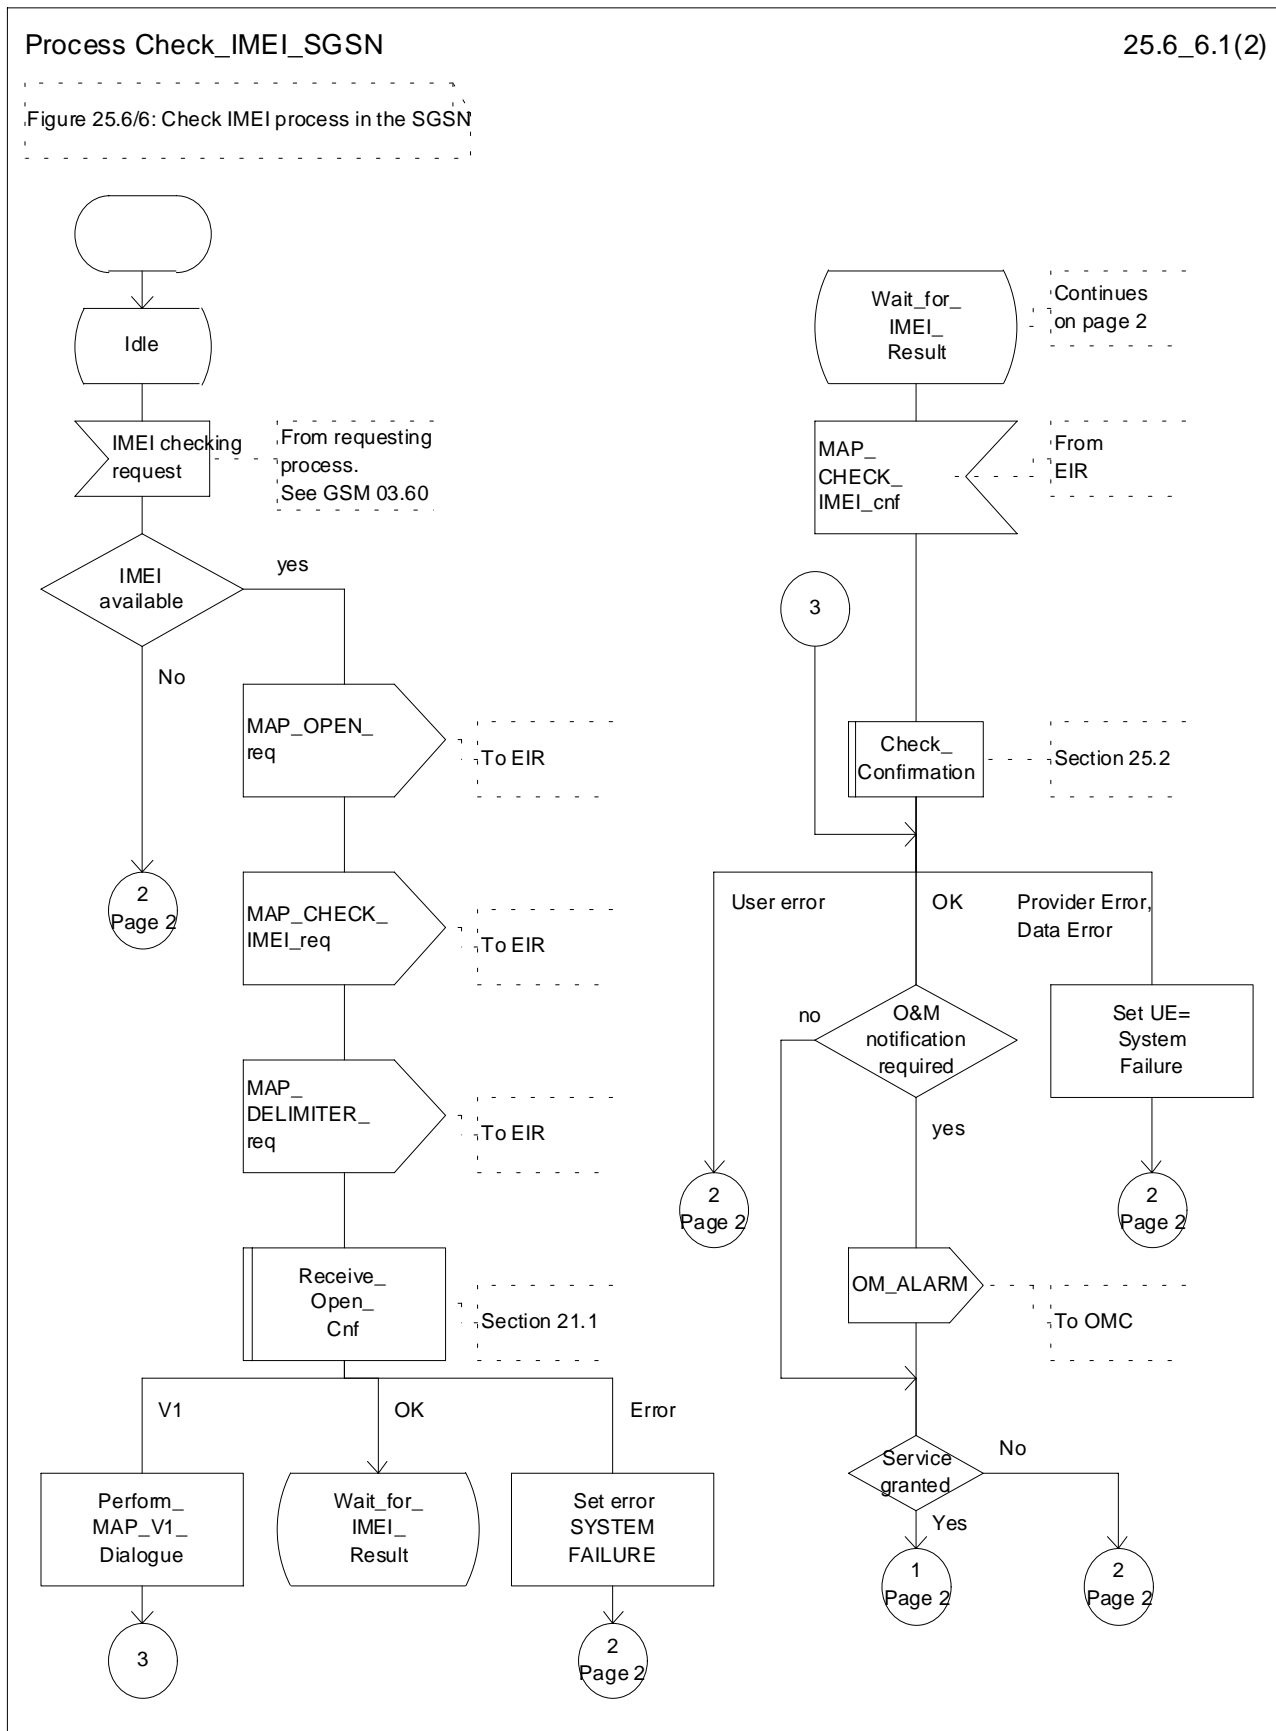 Process Check_IMEI_SGSN
25.6_6.1(2)
Figure 25.6/6: Check IMEI process in the SGSN
Idle
IMEI checking
request
From requesting
process.
See GSM 03.60
IMEI
available
yes
No
MAP_OPEN_
req
To EIR
2
Page 2
MAP_CHECK_
IMEI_req
To EIR
MAP_
DELIMITER_
req
To EIR
Receive_
Open_
Cnf
Section 21.1
V1
OK
Error
Perform_
MAP_V1_
Dialogue
Wait_for_
IMEI_
Result
Set error
SYSTEM
FAILURE
3
2
Page 2
Wait_for_
IMEI_
Result
Continues
on page 2
MAP_
CHECK_
IMEI_cnf
From
EIR
3
Check_
Confirmation
Section 25.2
User error
OK
Provider Error,
Data Error
no
O&M
notification
required
Set UE=
System
Failure
yes
2
Page 2
2
Page 2
OM_ALARM
To OMC
Service
granted
No
Yes
1
Page 2
2
Page 2